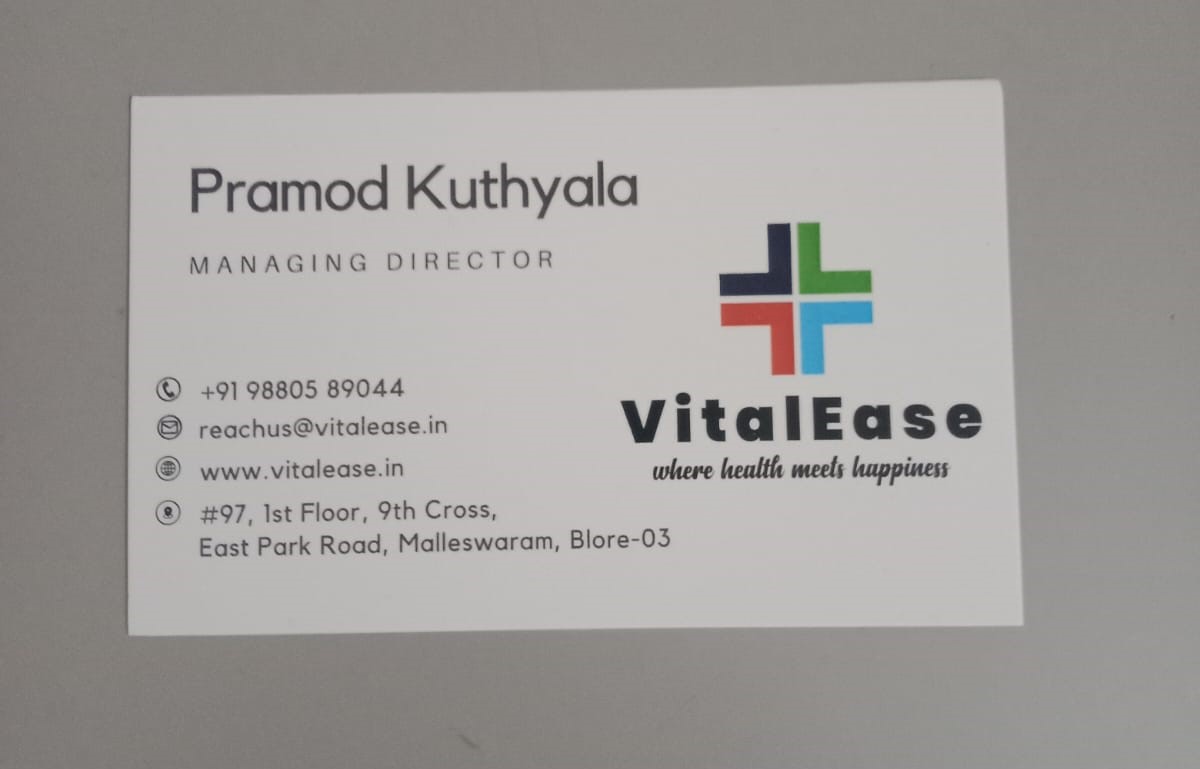 Pramod Kuthyala
MANAGING DIRECTOR
+91 98805 89044
reachus@vitalease.in
www.vitalease.in
#97, 1st Floor, 9th Cross,
East Park Road, Malleswaram, Blore-03
VitalEase
where health meets happiness